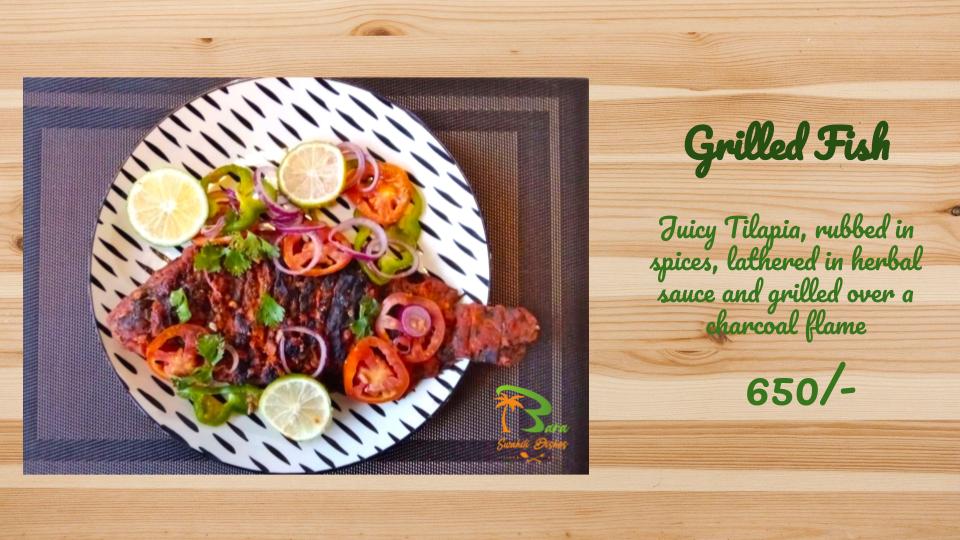 Grilled Fish
Juicy Tilapia, rubbed in
spices, lathered in herbal
sauce and grilled over a
charcoal flame
650/-
Bara
Swahili Dishes